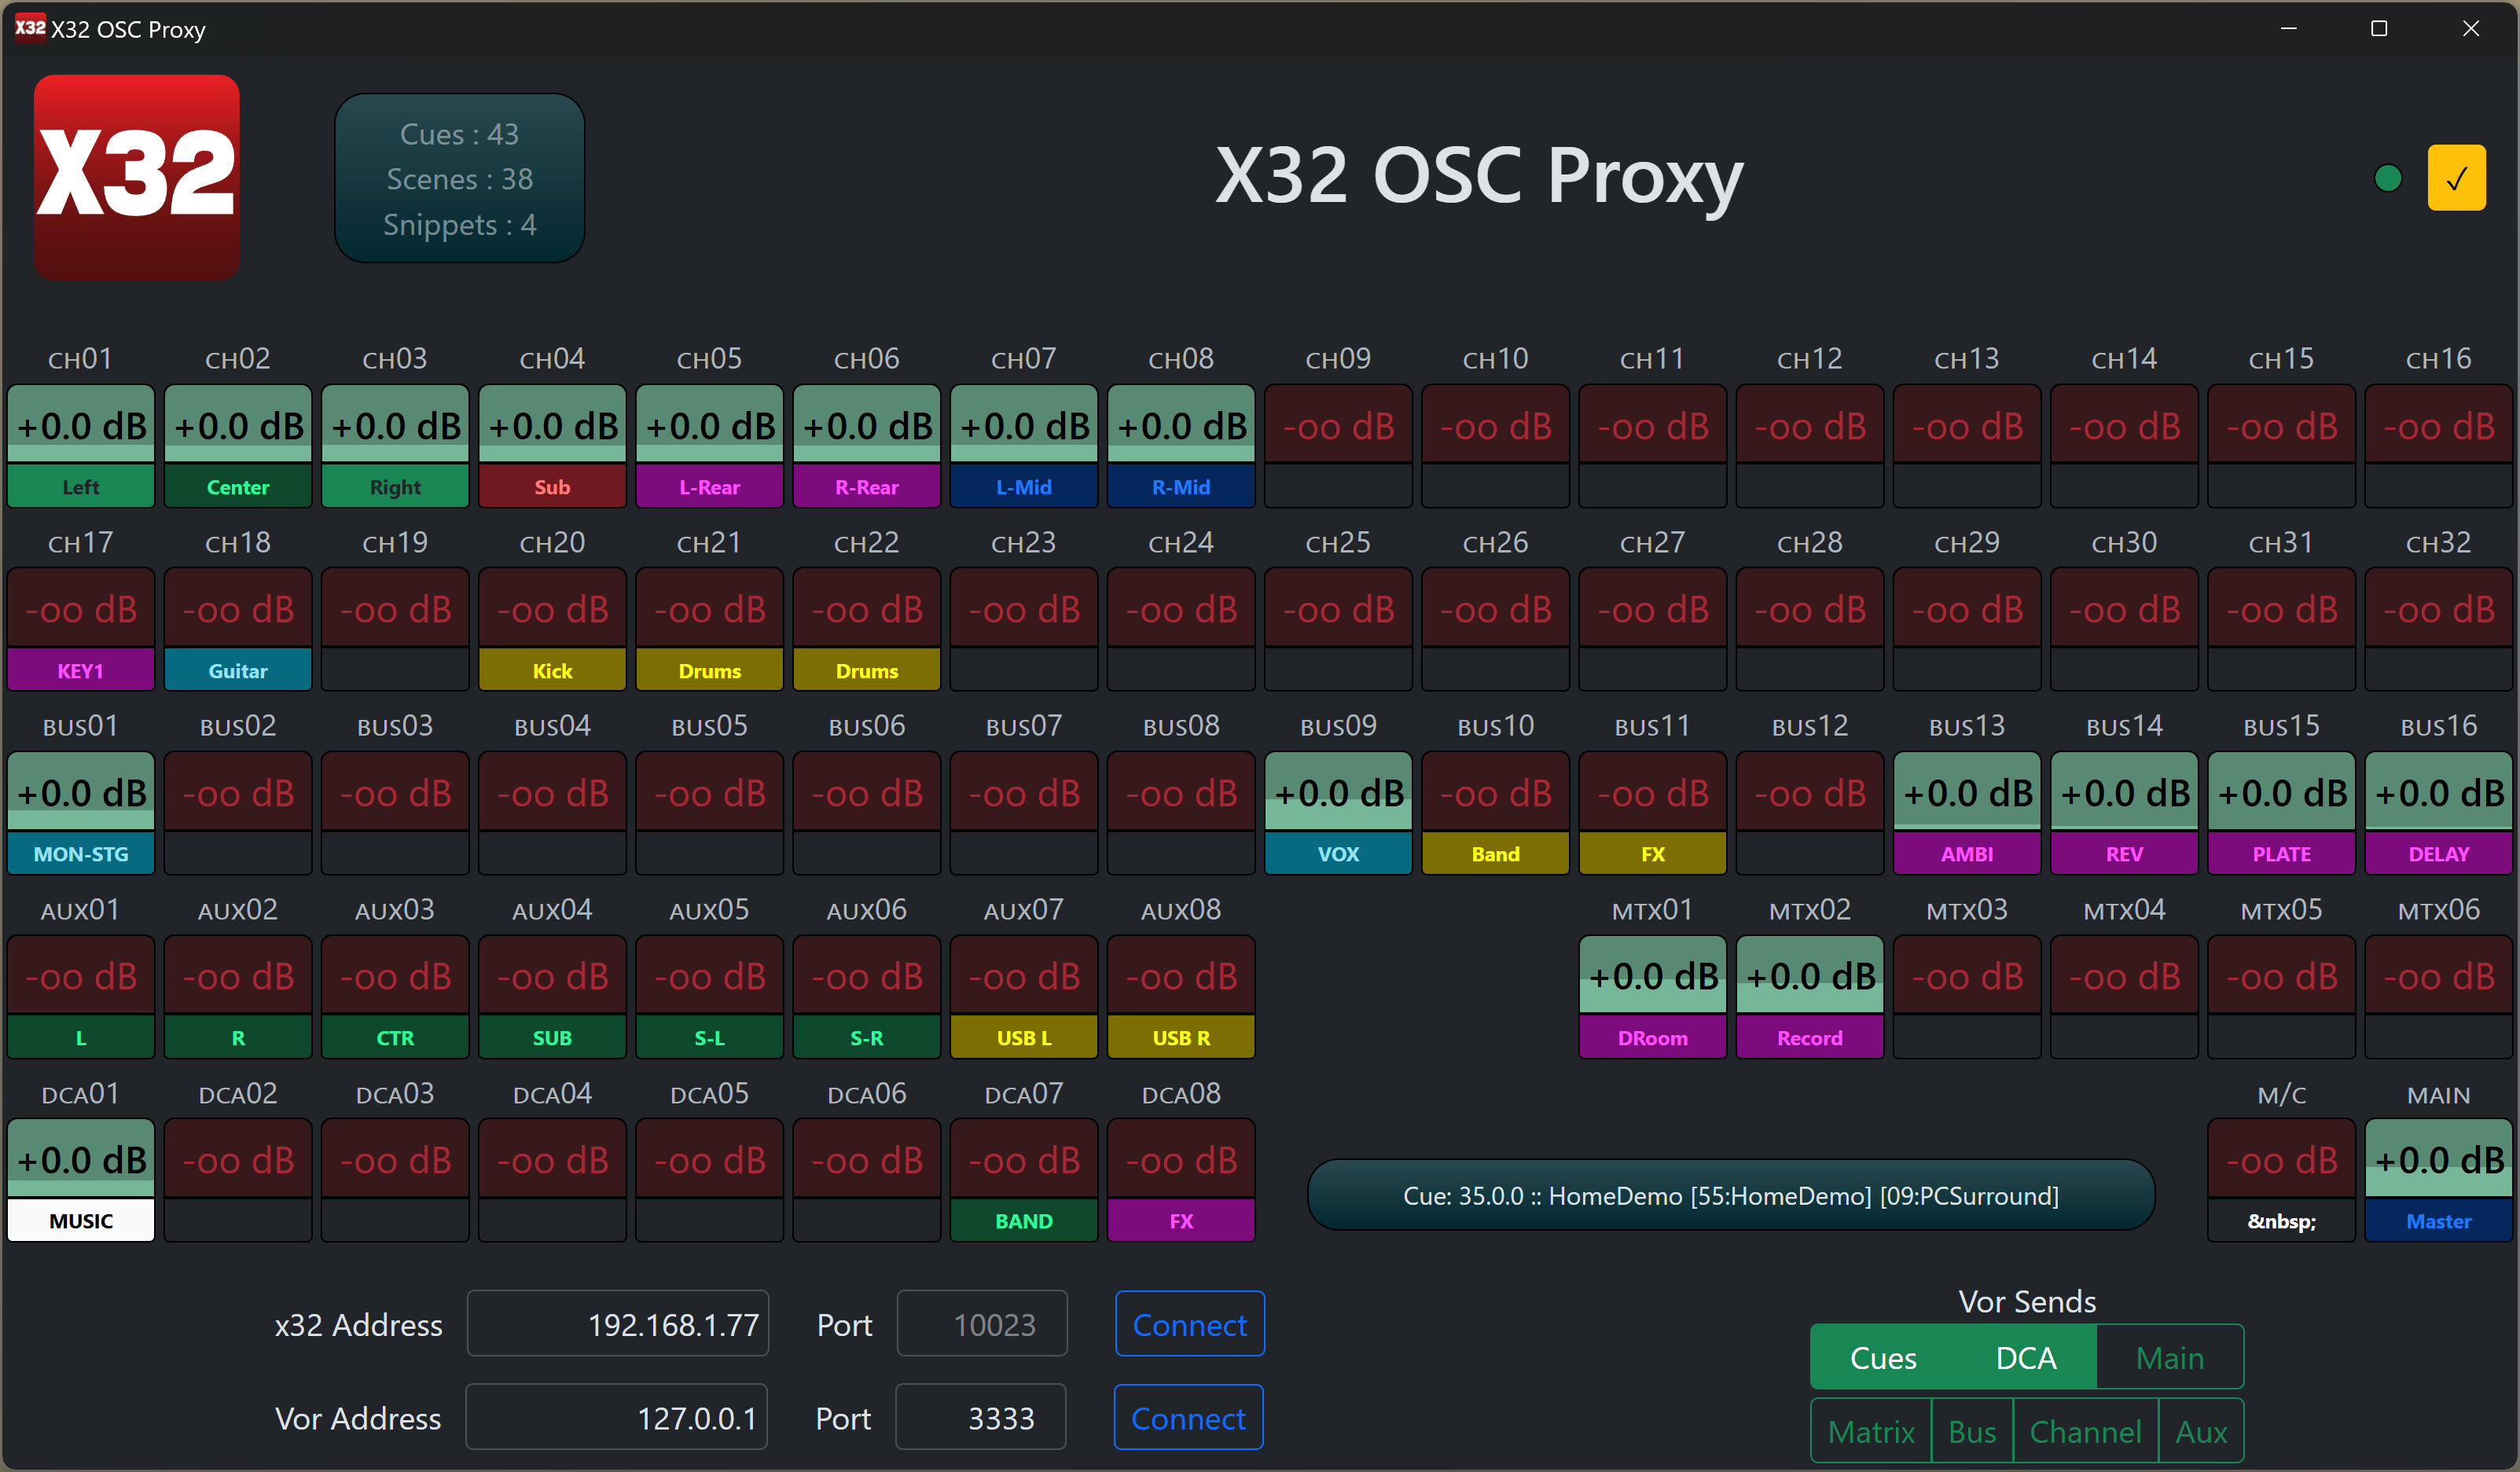 X32 X32 OSC Proxy
X32
Cues : 43
Scenes : 38
Snippets : 4
X32 OSC Proxy
✓
CH01 CH02 CH03 CH04 CH05 CH06 CH07 CH08 CH09 CH10 CH11 CH12 CH13 CH14 CH15 CH16
+0.0 dB +0.0 dB +0.0 dB +0.0 dB +0.0 dB +0.0 dB +0.0 dB +0.0 dB -oo dB -oo dB -oo dB -oo dB -oo dB -oo dB -oo dB -oo dB
Left Center Right Sub L-Rear R-Rear L-Mid R-Mid
CH17 CH18 CH19 CH20 CH21 CH22 CH23 CH24 CH25 CH26 CH27 CH28 CH29 CH30 CH31 CH32
-oo dB -oo dB -oo dB -oo dB -oo dB -oo dB -oo dB -oo dB -oo dB -oo dB -oo dB -oo dB -oo dB -oo dB -oo dB -oo dB
KEY1 Guitar Kick Drums Drums
BUS01 BUS02 BUS03 BUS04 BUS05 BUS06 BUS07 BUS08 BUS09 BUS10 BUS11 BUS12 BUS13 BUS14 BUS15 BUS16
+0.0 dB -oo dB -oo dB -oo dB -oo dB -oo dB -oo dB -oo dB +0.0 dB -oo dB -oo dB -oo dB +0.0 dB +0.0 dB +0.0 dB +0.0 dB
MON-STG VOX Band FX AMBI REV PLATE DELAY
AUX01 AUX02 AUX03 AUX04 AUX05 AUX06 AUX07 AUX08 MTX01 MTX02 MTX03 MTX04 MTX05 MTX06
-oo dB -oo dB -oo dB -oo dB -oo dB -oo dB -oo dB -oo dB +0.0 dB +0.0 dB -oo dB -oo dB -oo dB -oo dB
L R CTR SUB S-L S-R USB L USB R DRoom Record
DCA01 DCA02 DCA03 DCA04 DCA05 DCA06 DCA07 DCA08 M/C MAIN
+0.0 dB -oo dB -oo dB -oo dB -oo dB -oo dB -oo dB -oo dB -oo dB +0.0 dB
Cue: 35.0.0 :: HomeDemo [55:HomeDemo] [09:PCSurround]
MUSIC BAND FX &nbsp; Master
x32 Address 192.168.1.77 Port 10023 Connect
Vor Address 127.0.0.1 Port 3333 Connect
Vor Sends
Cues DCA Main
Matrix Bus Channel Aux